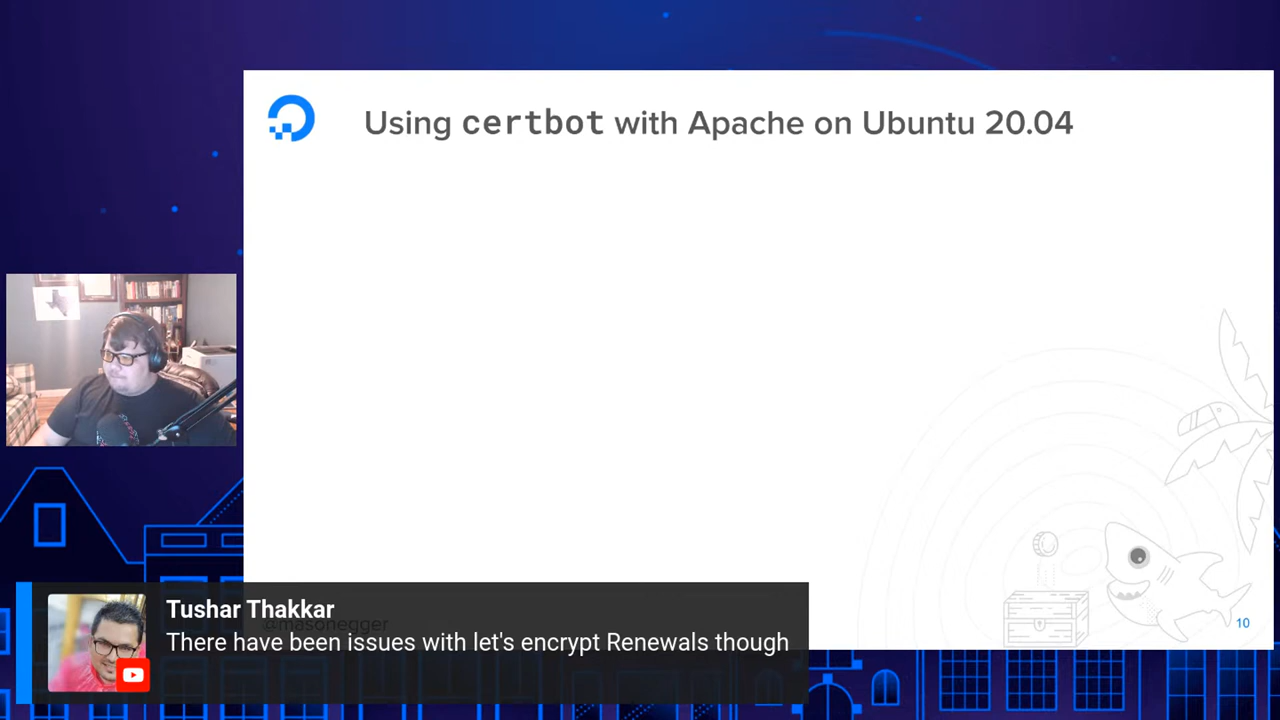 Using certbot with Apache on Ubuntu 20.04
Tushar Thakkar
@masonegger
There have been issues with let's encrypt Renewals though
10